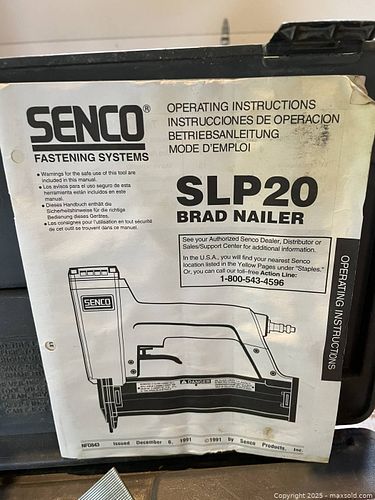 SENCO®
FASTENING SYSTEMS
OPERATING INSTRUCTIONS
INSTRUCCIONES DE OPERACION
BETRIEBSANLEITUNG
MODE D'EMPLOI
• Warnings for the safe use of this tool are
included in this manual.
• Los avisos para el uso seguro de esta
herramienta están incluidos en este
manual.
• Dieses Handbuch enthält die
Sicherheitshinweise für die richtige
Bedienung dieses Gerätes.
• Les consignes pour l'utilisation en tout sécurité
de cet outil se trouvent dans ce manuel.
SLP20
BRAD NAILER
See your Authorized Senco Dealer, Distributor or
Sales/Support Center for additional information.
In the U.S.A., you will find your nearest Senco
location listed in the Yellow Pages under "Staples."
Or, you can call our toll-free Action Line:
1-800-543-4596
OPERATING INSTRUCTIONS
SENCO
DANGER
NFD843 Issued December 6, 1991 ©1991 by Senco Products, Inc.
Copyright 2025 - maxsold.com